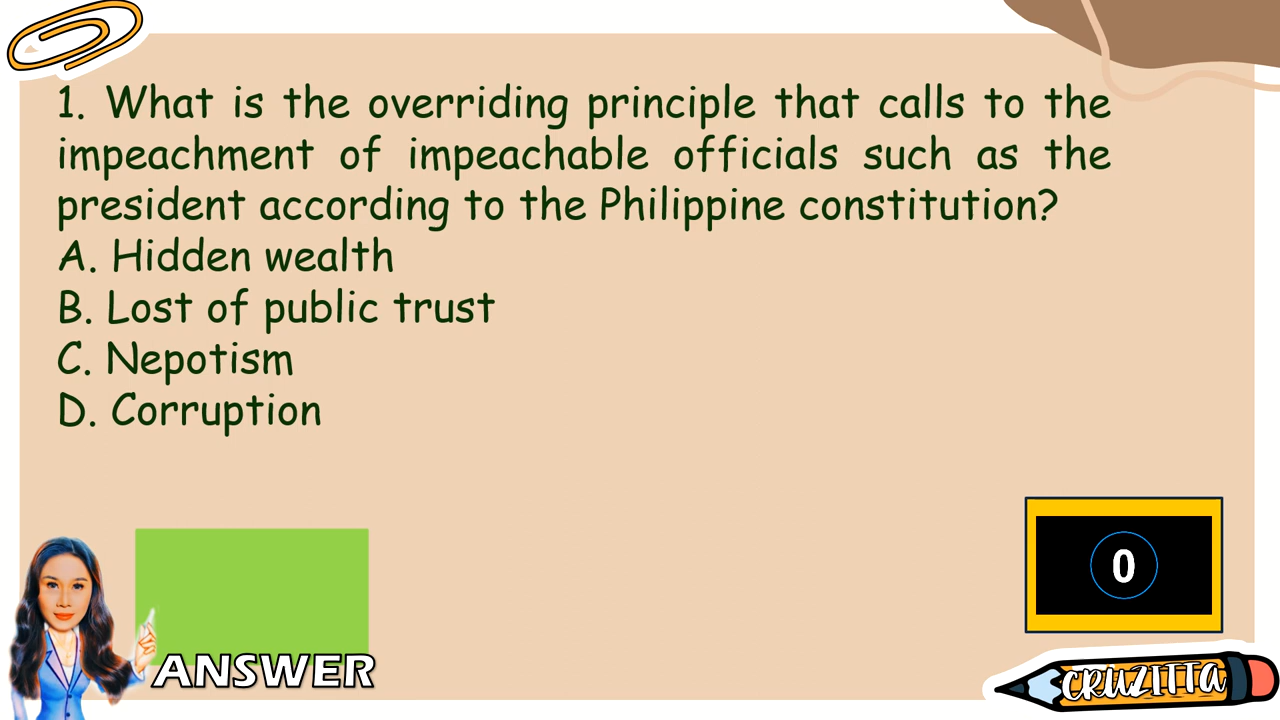 1. What is the overriding principle that calls to the
impeachment of impeachable officials such as the
president according to the Philippine constitution?
A. Hidden wealth
B. Lost of public trust
C. Nepotism
D. Corruption
0
ANSWER
CRUZITTA